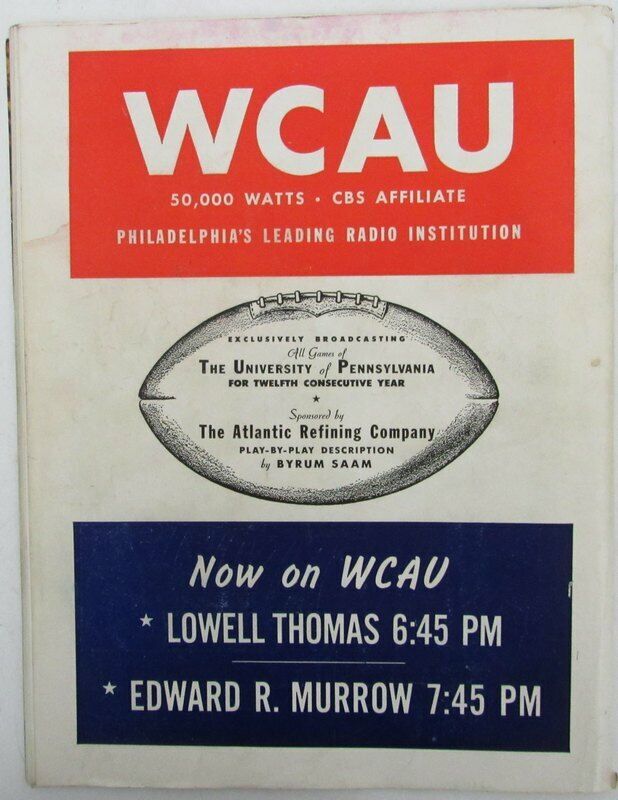 WCAU
50,000 WATTS · CBS AFFILIATE
PHILADELPHIA'S LEADING RADIO INSTITUTION
EXCLUSIVELY BROADCASTING
All Games of
THE UNIVERSITY of PENNSYLVANIA
FOR TWELFTH CONSECUTIVE YEAR
★
Sponsored by
The Atlantic Refining Company
PLAY-BY-PLAY DESCRIPTION
by BYRUM SAAM
Now on WCAU
★ LOWELL THOMAS 6:45 PM
★ EDWARD R. MURROW 7:45 PM